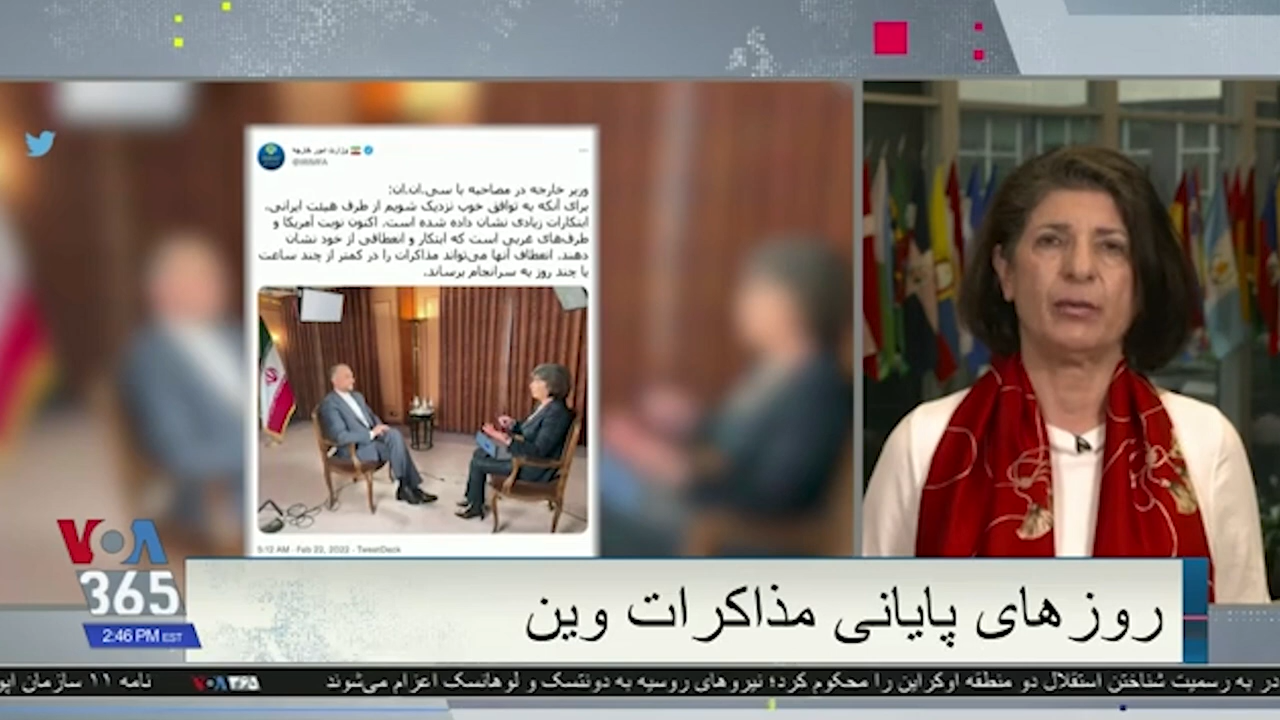 وزارت امور خارجه
@IRIMFA
وزیر خارجه در مصاحبه با سی.ان.ان:
برای آنکه به توافق خوب نزدیک شویم از طرف هیئت ایرانی،
ابتکارات زیادی نشان داده شده است. اکنون نوبت آمریکا و
طرف‌های غربی است که ابتکار و انعطافی از خود نشان
دهند. انعطاف آنها می‌تواند مذاکرات را در کمتر از چند ساعت
یا چند روز به سرانجام برساند.
5:12 AM · Feb 22, 2022 · TweetDeck
VOA
365
2:46 PM EST
روزهای پایانی مذاکرات وین
در به رسمیت شناختن استقلال دو منطقه اوکراین را محکوم کرد؛ نیروهای روسیه به دونتسک و لوهانسک اعزام می‌شوند VOA۳۶۵ نامه ۱۱ سازمان